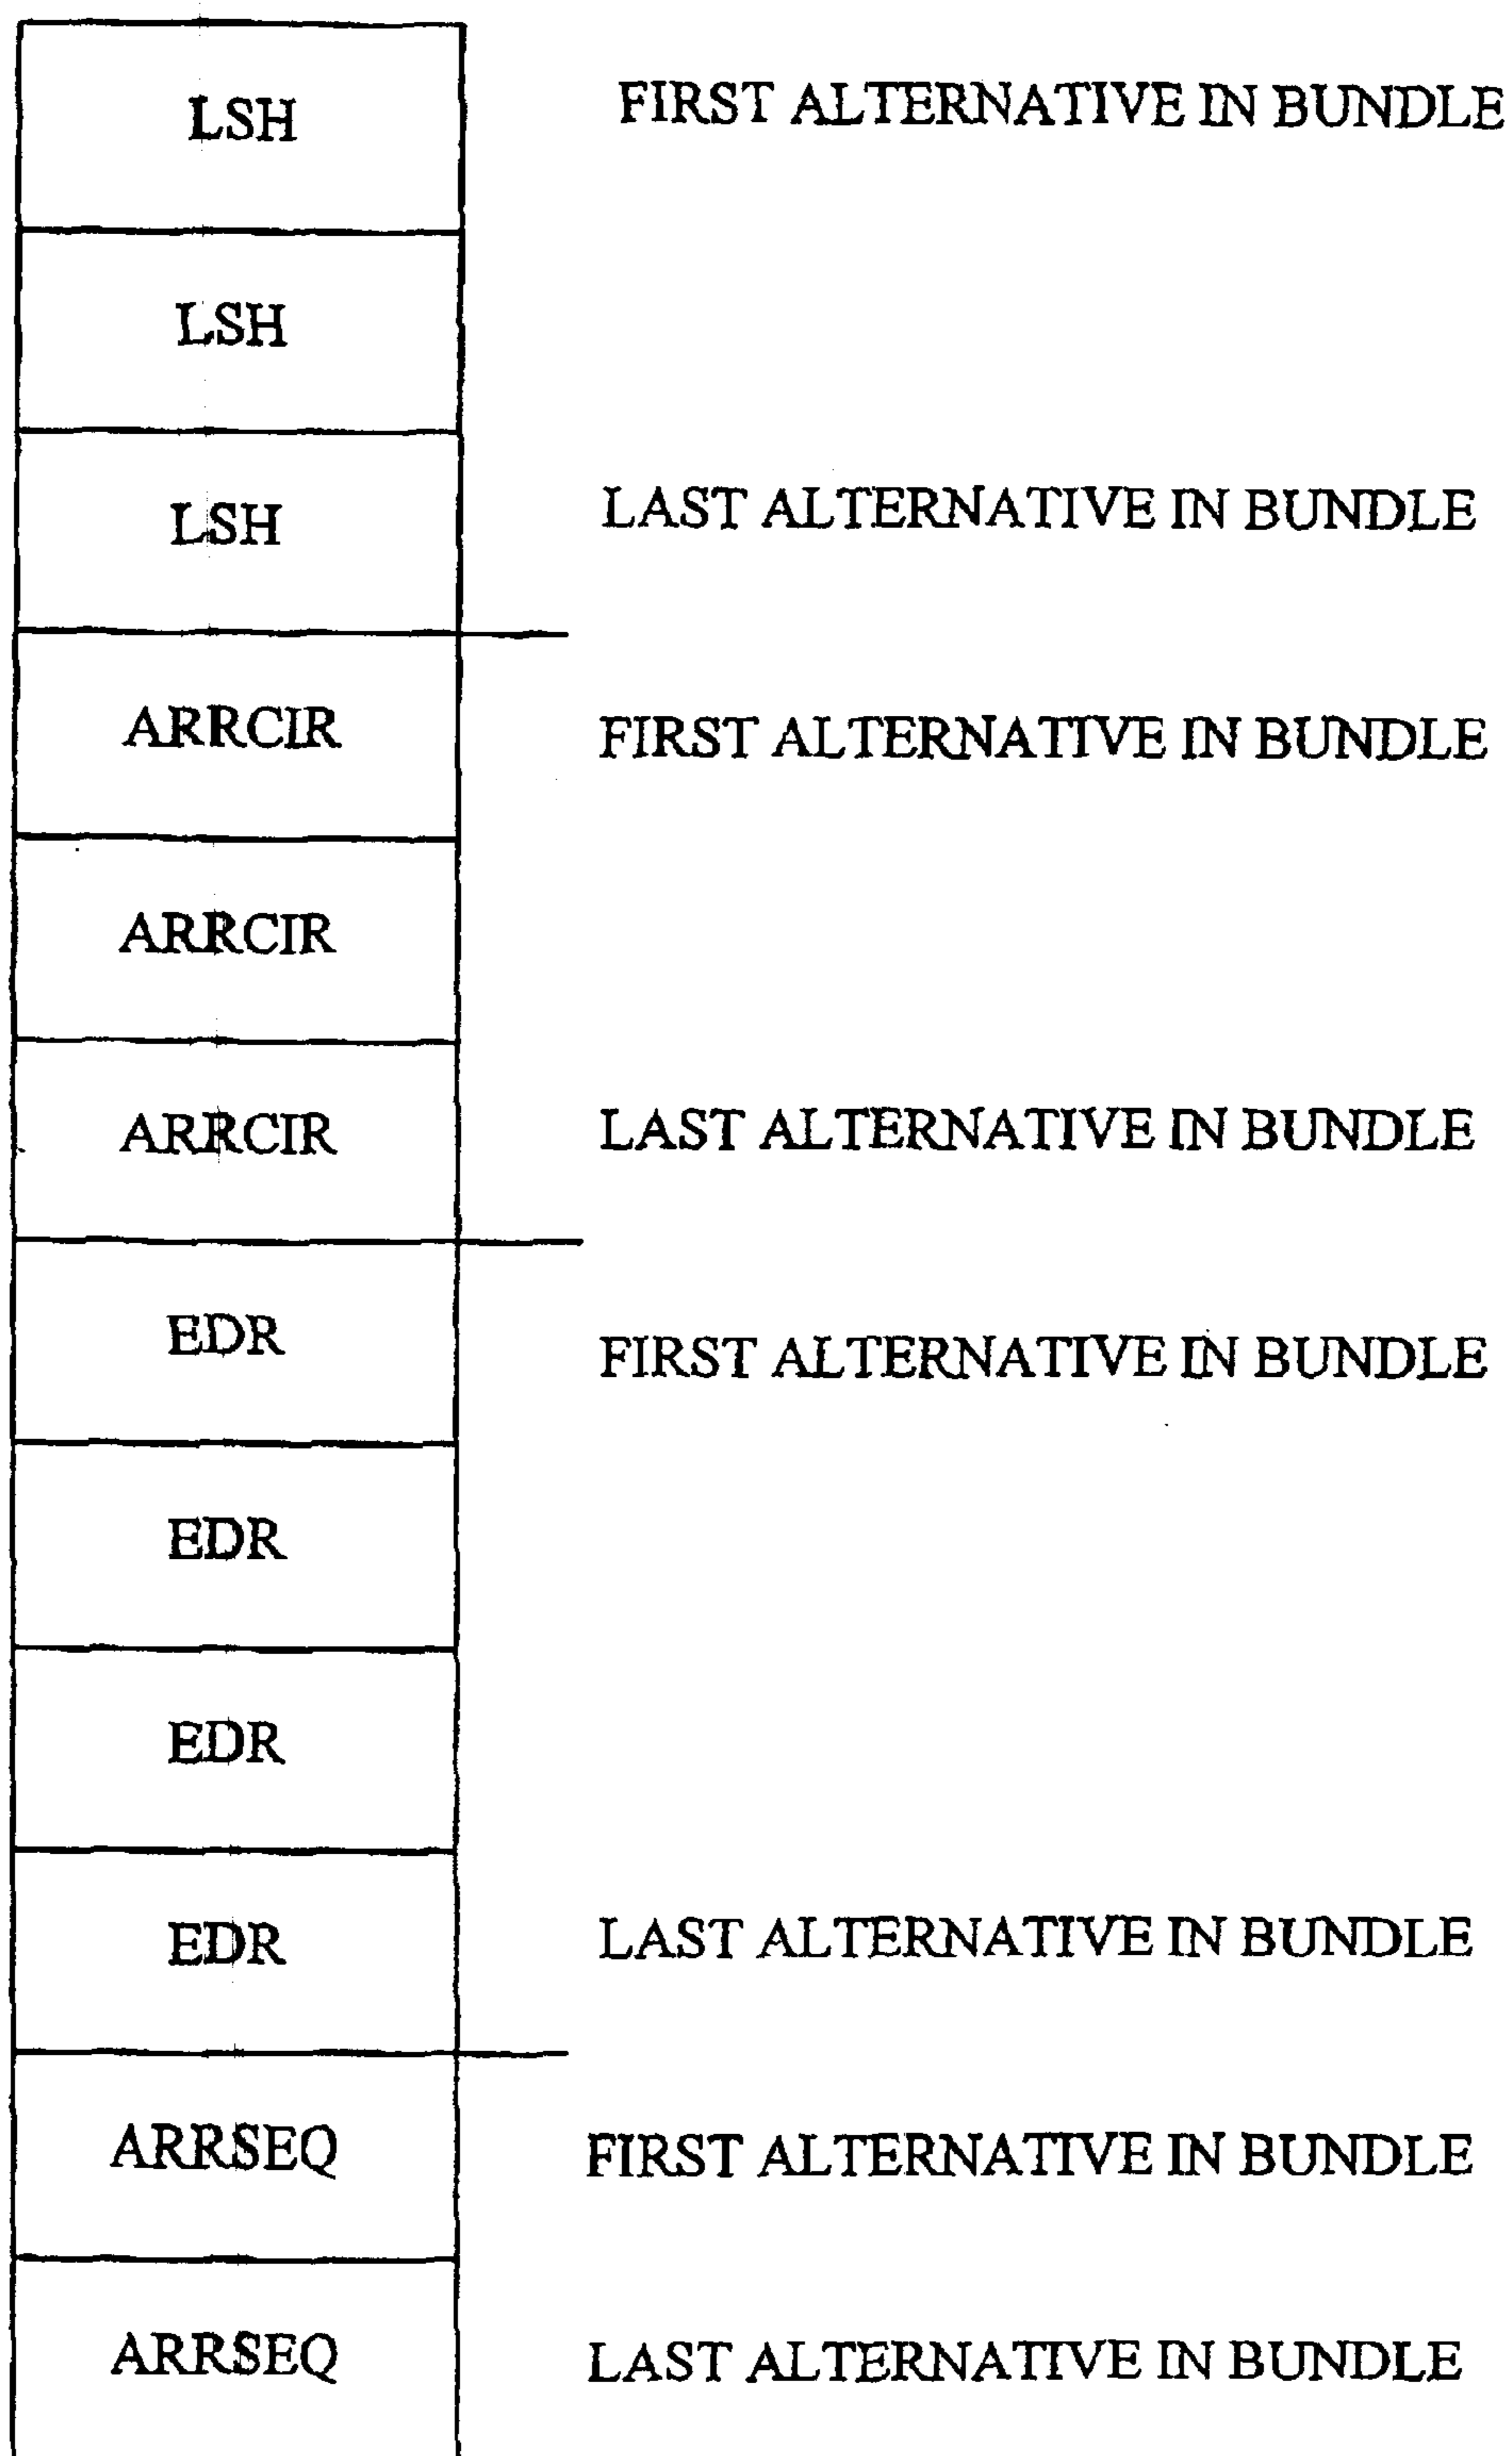 LSH
FIRST ALTERNATIVE IN BUNDLE
LSH
LSH
LAST ALTERNATIVE IN BUNDLE
ARRCIR
FIRST ALTERNATIVE IN BUNDLE
ARRCIR
ARRCIR
LAST ALTERNATIVE IN BUNDLE
EDR
FIRST ALTERNATIVE IN BUNDLE
EDR
EDR
EDR
LAST ALTERNATIVE IN BUNDLE
ARRSEQ
FIRST ALTERNATIVE IN BUNDLE
ARRSEQ
LAST ALTERNATIVE IN BUNDLE